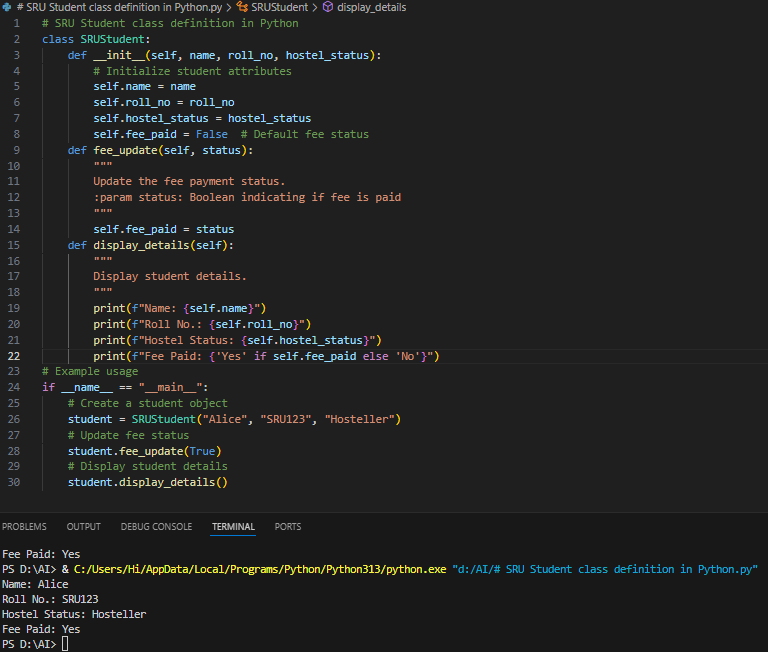 # SRU Student class definition in Python.py > SRUStudent > display_details
1 # SRU Student class definition in Python
2 class SRUStudent:
3     def __init__(self, name, roll_no, hostel_status):
4         # Initialize student attributes
5         self.name = name
6         self.roll_no = roll_no
7         self.hostel_status = hostel_status
8         self.fee_paid = False  # Default fee status
9     def fee_update(self, status):
10         """
11         Update the fee payment status.
12         :param status: Boolean indicating if fee is paid
13         """
14         self.fee_paid = status
15     def display_details(self):
16         """
17         Display student details.
18         """
19         print(f"Name: {self.name}")
20         print(f"Roll No.: {self.roll_no}")
21         print(f"Hostel Status: {self.hostel_status}")
22         print(f"Fee Paid: {'Yes' if self.fee_paid else 'No'}")
23 # Example usage
24 if __name__ == "__main__":
25     # Create a student object
26     student = SRUStudent("Alice", "SRU123", "Hosteller")
27     # Update fee status
28     student.fee_update(True)
29     # Display student details
30     student.display_details()
PROBLEMS OUTPUT DEBUG CONSOLE TERMINAL PORTS
Fee Paid: Yes
PS D:\AI> & C:/Users/Hi/AppData/Local/Programs/Python/Python313/python.exe "d:/AI/# SRU Student class definition in Python.py"
Name: Alice
Roll No.: SRU123
Hostel Status: Hosteller
Fee Paid: Yes
PS D:\AI>